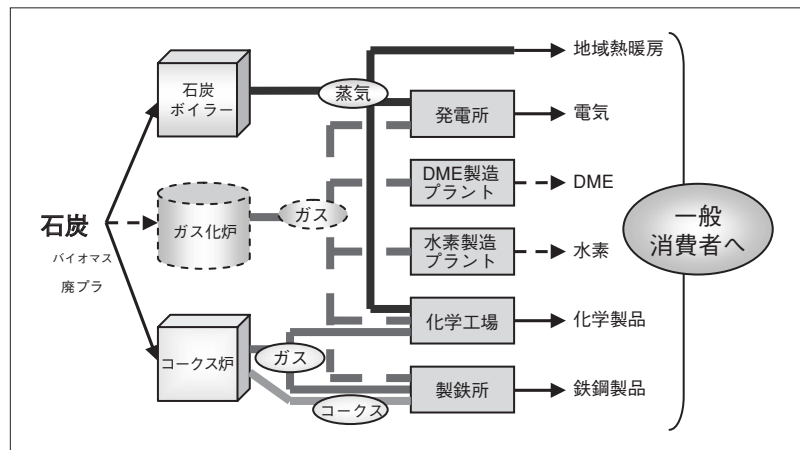 石炭
ボイラー
蒸気
地域熱暖房
発電所
電気
DME製造
プラント
DME
ガス化炉
ガス
石炭
バイオマス
廃プラ
水素製造
プラント
水素
一般
消費者へ
化学工場
化学製品
コークス炉
ガス
コークス
製鉄所
鉄鋼製品